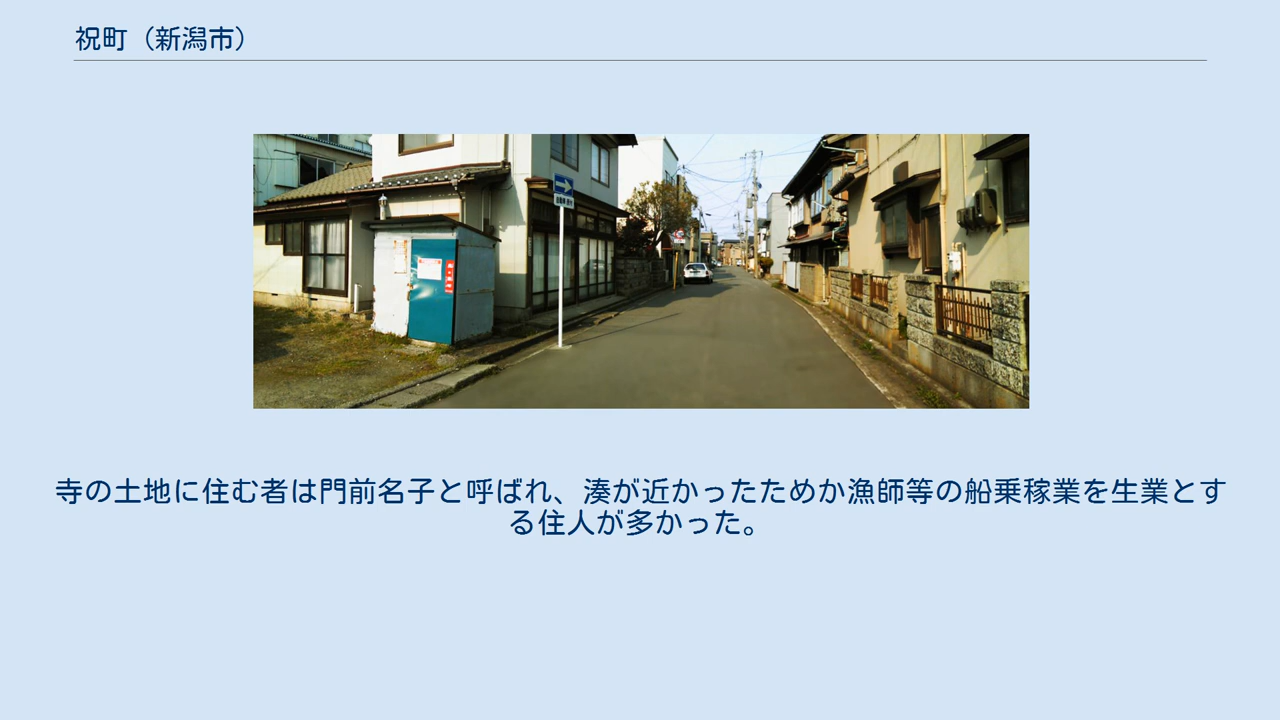 祝町（新潟市）
寺の土地に住む者は門前名子と呼ばれ、湊が近かったためか漁師等の船乗稼業を生業とす
る住人が多かった。